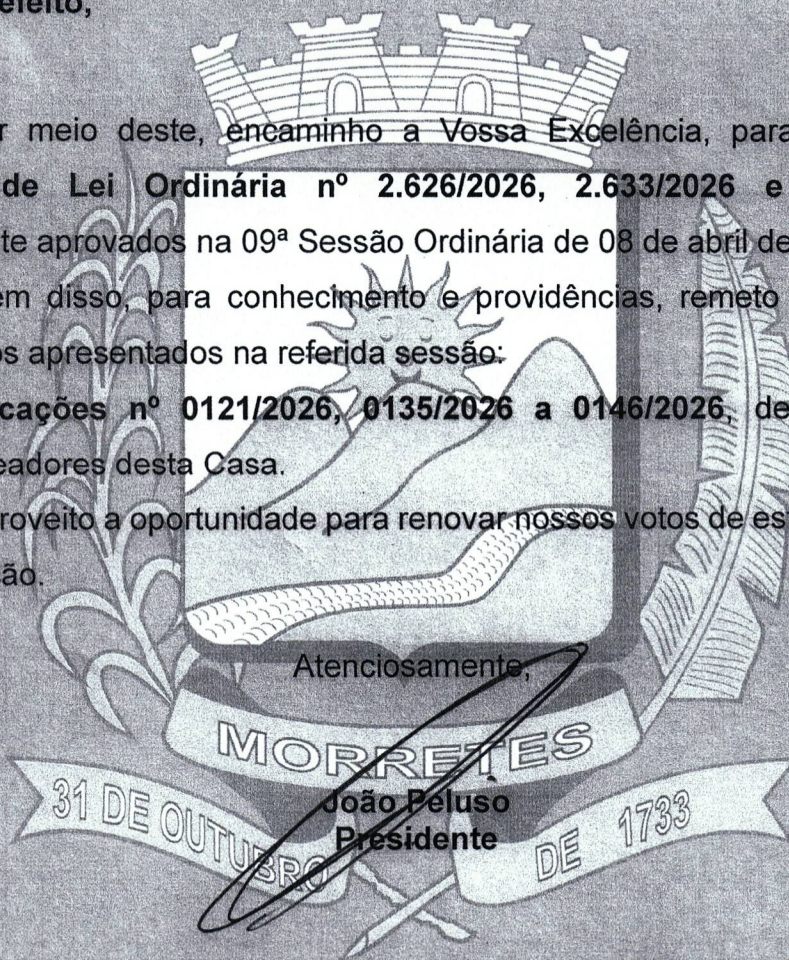 efeito,
r meio deste, encaminho a Vossa Excelência, para
de Lei Ordinária nº 2.626/2026, 2.633/2026 e
te aprovados na 09ª Sessão Ordinária de 08 de abril de
em disso, para conhecimento e providências, remeto
os apresentados na referida sessão:
cações nº 0121/2026, 0135/2026 a 0146/2026, de
eadores desta Casa.
roveito a oportunidade para renovar nossos votos de es
são.
Atenciosamente,
MORRETES
31 DE OUTUBRO DE 1733
João Peluso
Presidente